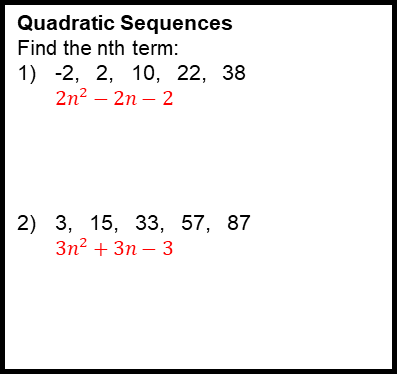 Quadratic Sequences
Find the nth term:
1) -2, 2, 10, 22, 38
2n² − 2n − 2
2) 3, 15, 33, 57, 87
3n² + 3n − 3